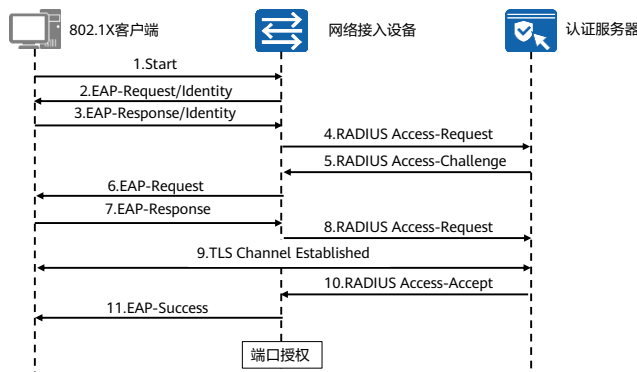 802.1X客户端
网络接入设备
认证服务器
1.Start
2.EAP-Request/Identity
3.EAP-Response/Identity
4.RADIUS Access-Request
5.RADIUS Access-Challenge
6.EAP-Request
7.EAP-Response
8.RADIUS Access-Request
9.TLS Channel Established
10.RADIUS Access-Accept
11.EAP-Success
端口授权